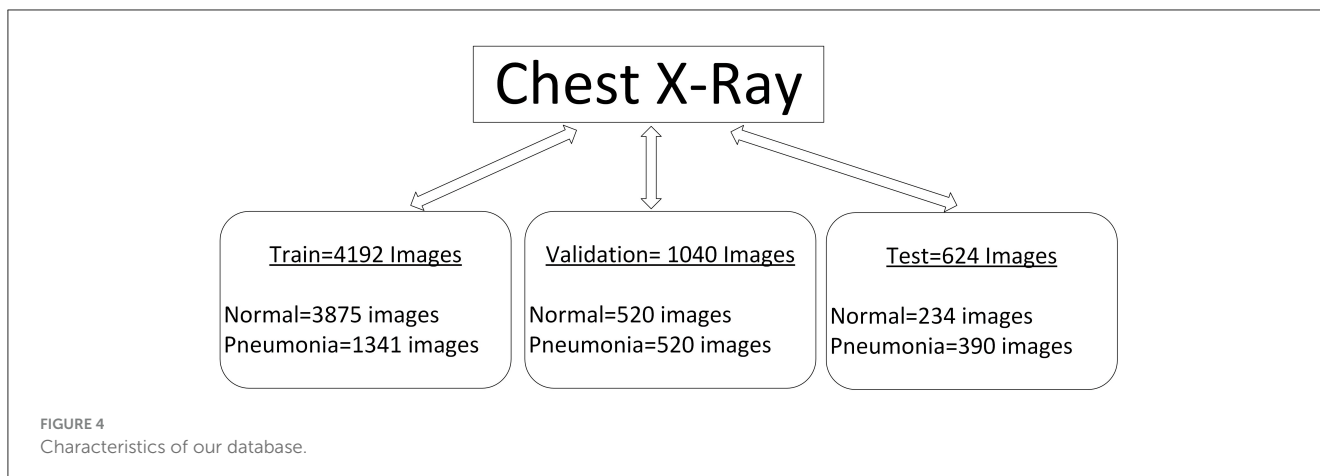 Chest X-Ray
Train=4192 Images
Normal=3875 images
Pneumonia=1341 images
Validation= 1040 Images
Normal=520 images
Pneumonia=520 images
Test=624 Images
Normal=234 images
Pneumonia=390 images
FIGURE 4
Characteristics of our database.